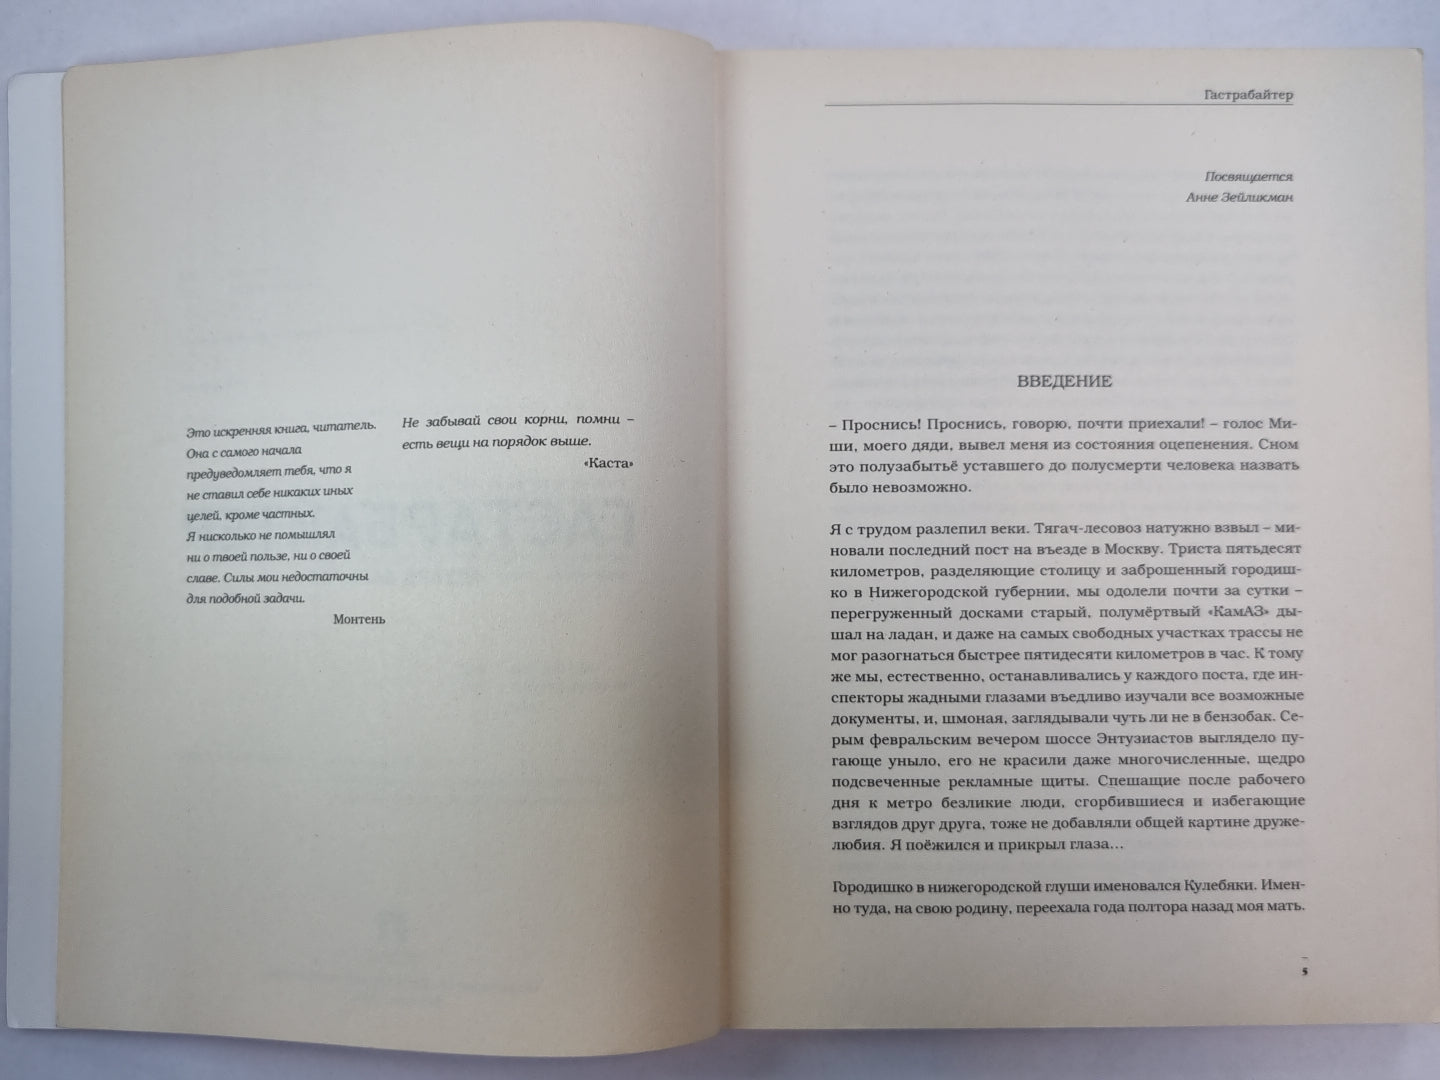 Это искренняя книга, читатель.
Она с самого начала
предуведомляет тебя, что я
не ставил себе никаких иных
целей, кроме частных.
Я нисколько не помышлял
ни о твоей пользе, ни о своей
славе. Силы мои недостаточны
для подобной задачи.
Монтень
Не забывай свои корни, помни –
есть вещи на порядок выше.
«Каста»
Гастрабайтер
Посвящается
Анне Зейликман
ВВЕДЕНИЕ
– Проснись! Проснись, говорю, почти приехали! – голос Ми-
ши, моего дяди, вывел меня из состояния оцепенения. Сном
это полузабытьё уставшего до полусмерти человека назвать
было невозможно.
Я с трудом разлепил веки. Тягач-лесовоз натужно взвыл – ми-
новали последний пост на въезде в Москву. Триста пятьдесят
километров, разделяющие столицу и заброшенный городиш-
ко в Нижегородской губернии, мы одолели почти за сутки –
перегруженный досками старый, полумёртвый «КамАЗ» ды-
шал на ладан, и даже на самых свободных участках трассы не
мог разогнаться быстрее пятидесяти километров в час. К тому
же мы, естественно, останавливались у каждого поста, где ин-
спекторы жадными глазами въедливо изучали все возможные
документы, и, шмоная, заглядывали чуть ли не в бензобак. Се-
рым февральским вечером шоссе Энтузиастов выглядело пу-
гающе уныло, его не красили даже многочисленные, щедро
подсвеченные рекламные щиты. Спешащие после рабочего
дня к метро безликие люди, сгорбившиеся и избегающие
взглядов друг друга, тоже не добавляли общей картине друже-
любия. Я поёжился и прикрыл глаза...
Городишко в нижегородской глуши именовался Кулебяки. Имен-
но туда, на свою родину, переехала года полтора назад моя мать.
5